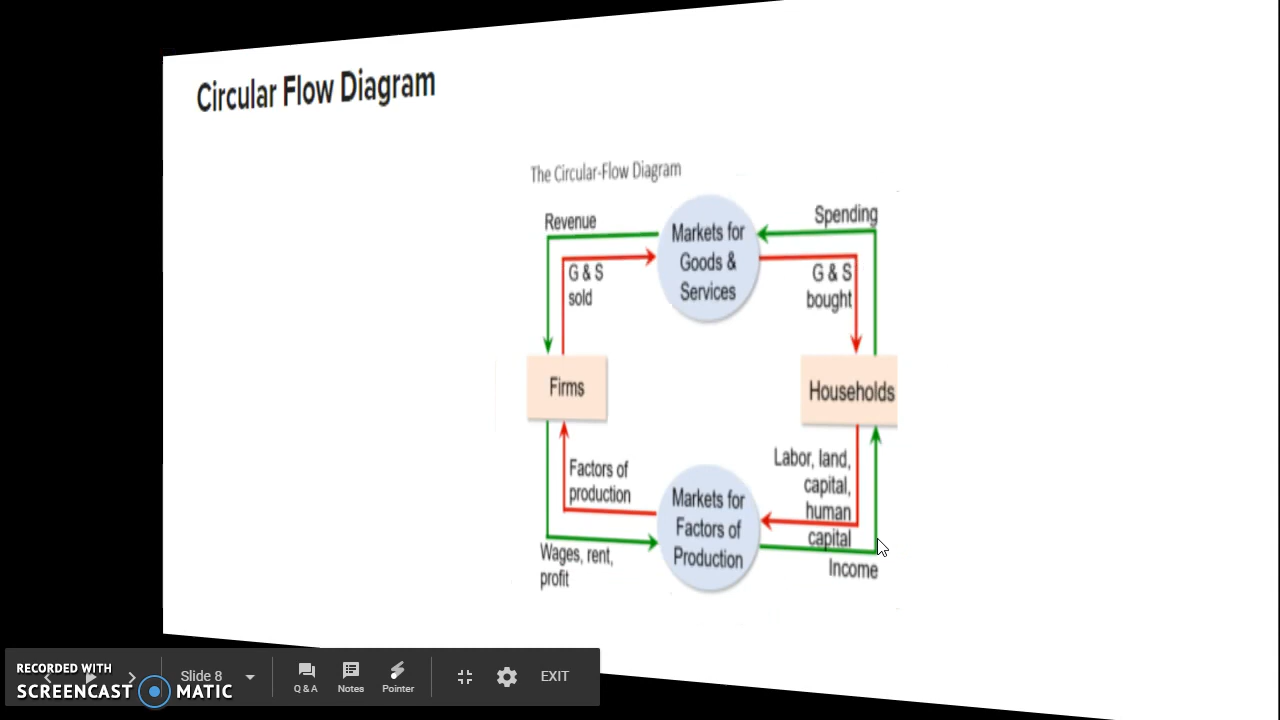 Circular Flow Diagram
The Circular-Flow Diagram
Revenue
Spending
Markets for
Goods &
Services
G & S
sold
G & S
bought
Firms
Households
Factors of
production
Labor, land,
capital,
human
capital
Markets for
Factors of
Production
Wages, rent,
profit
Income
RECORDED WITH
SCREENCAST MATIC
Slide 8
Q & A
Notes
Pointer
EXIT